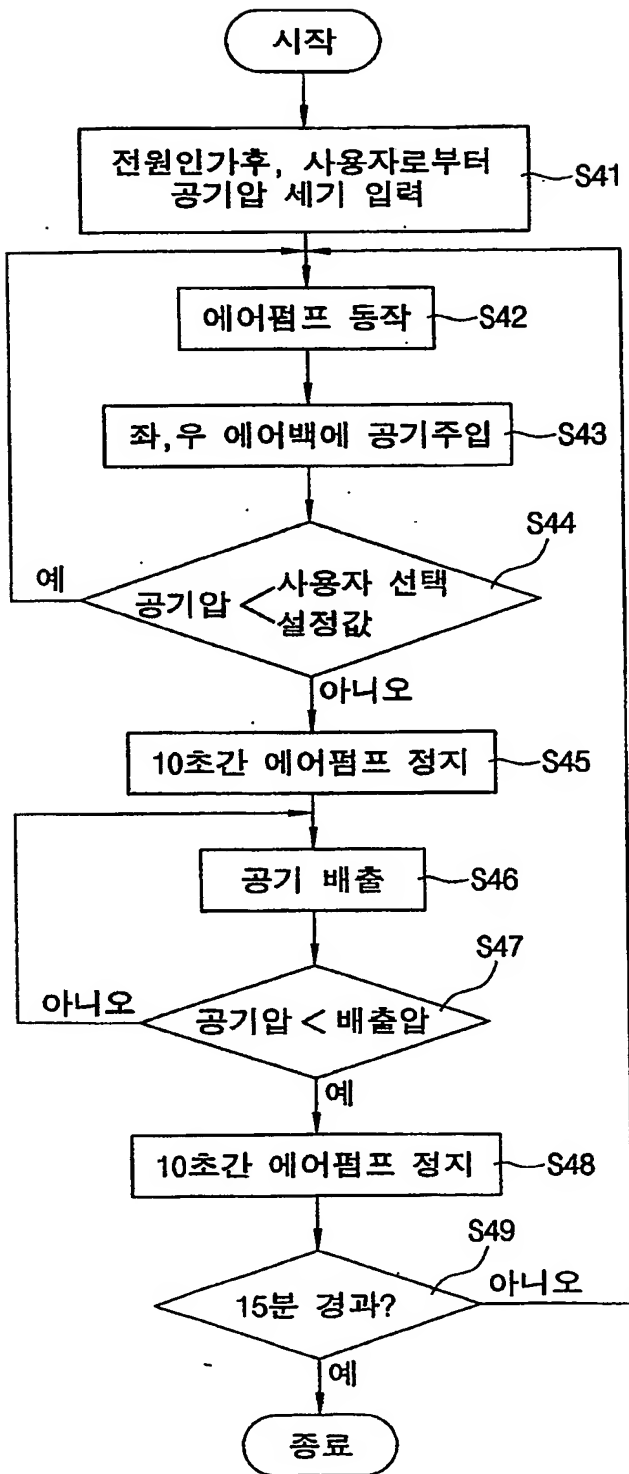 시작
전원인가후, 사용자로부터
공기압 세기 입력
S41
에어펌프 동작
S42
좌,우 에어백에 공기주입
S43
S44
예
공기압 < 사용자 선택
설정값
아니오
10초간 에어펌프 정지
S45
공기 배출
S46
S47
아니오
공기압 < 배출압
예
10초간 에어펌프 정지
S48
S49
15분 경과?
아니오
예
종료